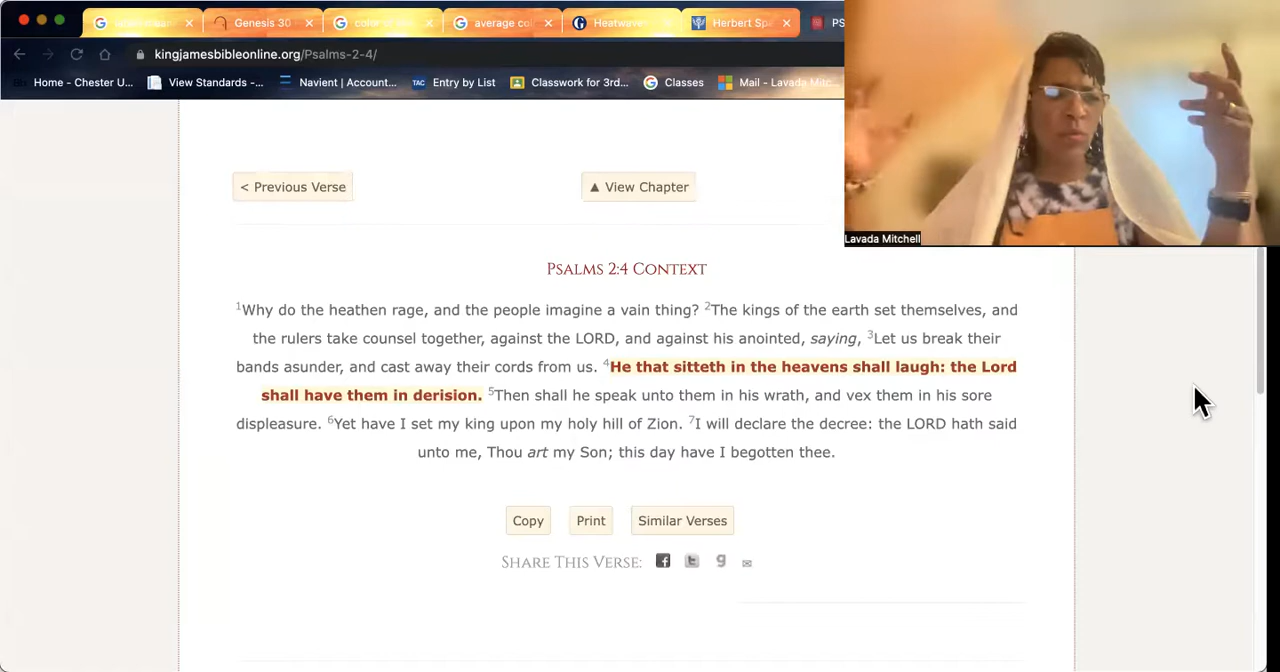 Genesis 30
color o
average co
Heatwave
Herbert Sp
PS
kingjamesbibleonline.org/Psalms-2-4/
Home - Chester U...
View Standards -...
Navient | Account...
TAC Entry by List
Classwork for 3rd...
Classes
Mail - Lavada Mitc
Lavada Mitchell
< Previous Verse
▲ View Chapter
Psalms 2:4 Context
1Why do the heathen rage, and the people imagine a vain thing? 2The kings of the earth set themselves, and
the rulers take counsel together, against the LORD, and against his anointed, saying, 3Let us break their
bands asunder, and cast away their cords from us. 4He that sitteth in the heavens shall laugh: the Lord
shall have them in derision. 5Then shall he speak unto them in his wrath, and vex them in his sore
displeasure. 6Yet have I set my king upon my holy hill of Zion. 7I will declare the decree: the LORD hath said
unto me, Thou art my Son; this day have I begotten thee.
Copy
Print
Similar Verses
Share This Verse: